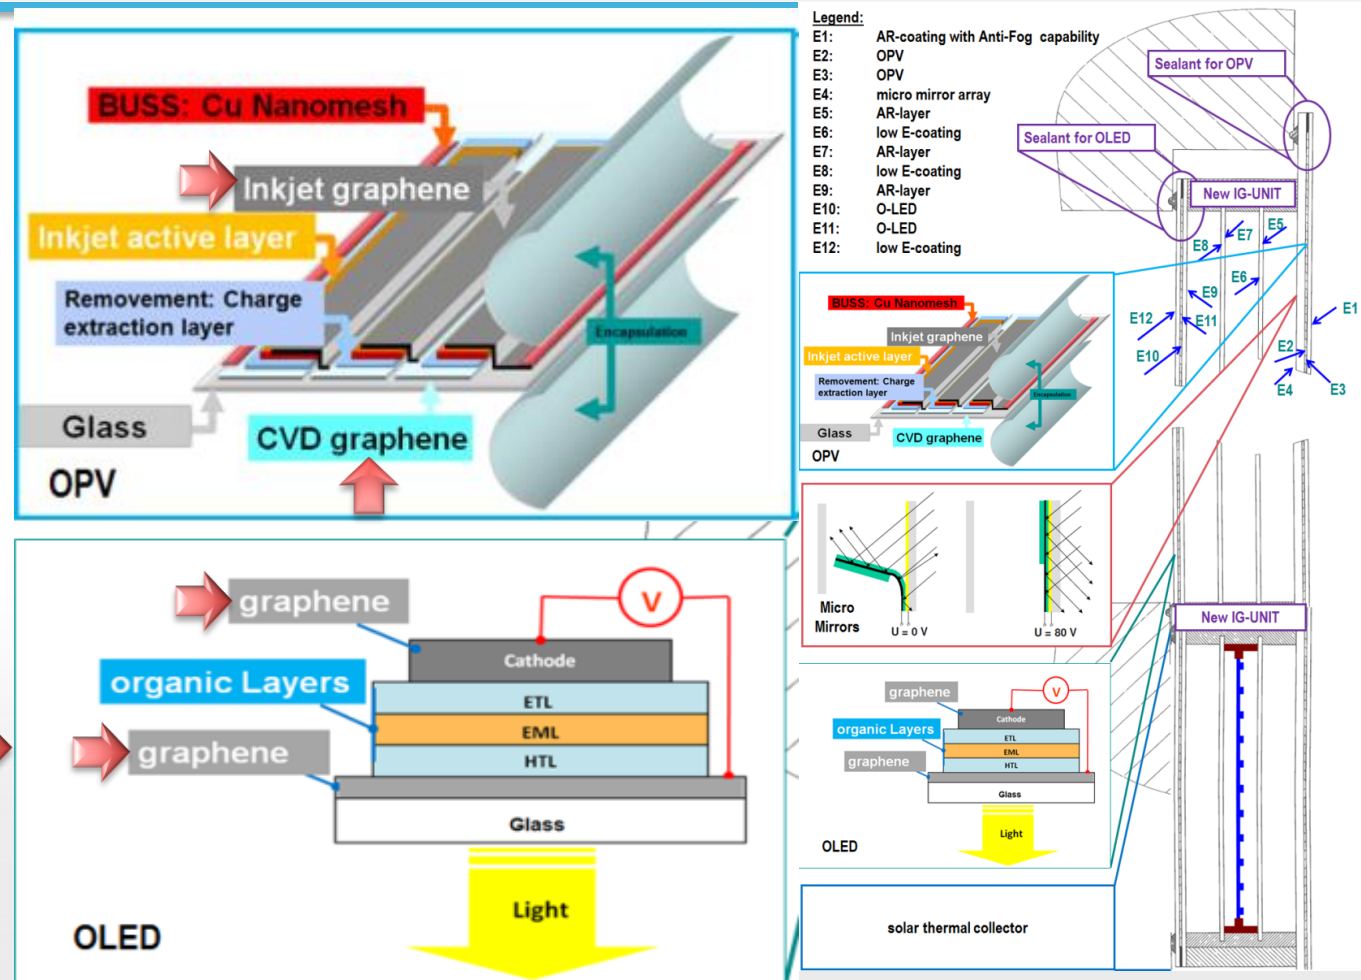 BUSS: Cu Nanomesh
Inkjet graphene
Inkjet active layer
Removement: Charge
extraction layer
Encapsulation
Glass
CVD graphene
OPV
graphene
V
Cathode
organic Layers
ETL
EML
graphene
HTL
Glass
Light
OLED
Legend:
E1: AR-coating with Anti-Fog capability
E2: OPV
E3: OPV
E4: micro mirror array
E5: AR-layer
E6: low E-coating
E7: AR-layer
E8: low E-coating
E9: AR-layer
E10: O-LED
E11: O-LED
E12: low E-coating
Sealant for OPV
Sealant for OLED
New IG-UNIT
E5
E7
E8
E6
E9
E1
E12
E11
E10
E2
E4
E3
BUSS: Cu Nanomesh
Inkjet graphene
Inkjet active layer
Removement: Charge
extraction layer
Encapsulation
Glass
CVD graphene
OPV
Micro
Mirrors
U = 0 V
U = 80 V
New IG-UNIT
graphene
V
Cathode
organic Layers
ETL
EML
graphene
HTL
Glass
Light
OLED
solar thermal collector